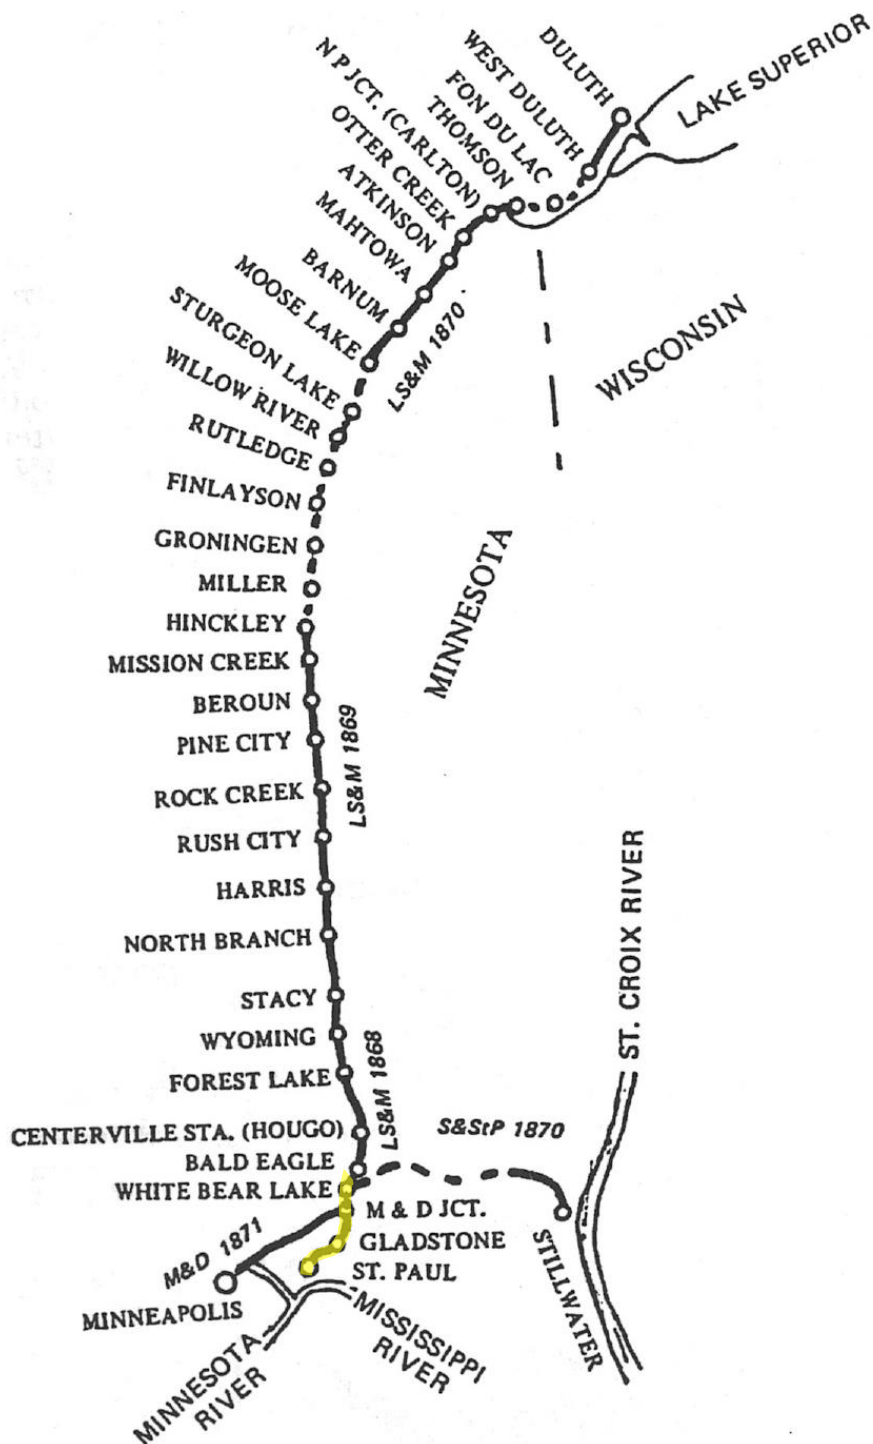 DULUTH
WEST DULUTH
FON DU LAC
THOMSON
N P JCT. (CARLTON)
OTTER CREEK
ATKINSON
MAHTOWA
BARNUM
MOOSE LAKE
STURGEON LAKE
WILLOW RIVER
RUTLEDGE
FINLAYSON
GRONINGEN
MILLER
HINCKLEY
MISSION CREEK
BEROUN
PINE CITY
ROCK CREEK
RUSH CITY
HARRIS
NORTH BRANCH
STACY
WYOMING
FOREST LAKE
CENTERVILLE STA. (HOUGO)
BALD EAGLE
WHITE BEAR LAKE
M & D JCT.
GLADSTONE
ST. PAUL
MINNEAPOLIS
STILLWATER
LAKE SUPERIOR
WISCONSIN
MINNESOTA
LS&M 1870
LS&M 1869
LS&M 1868
S&StP 1870
M&D 1871
ST. CROIX RIVER
MISSISSIPPI
RIVER
MINNESOTA
RIVER